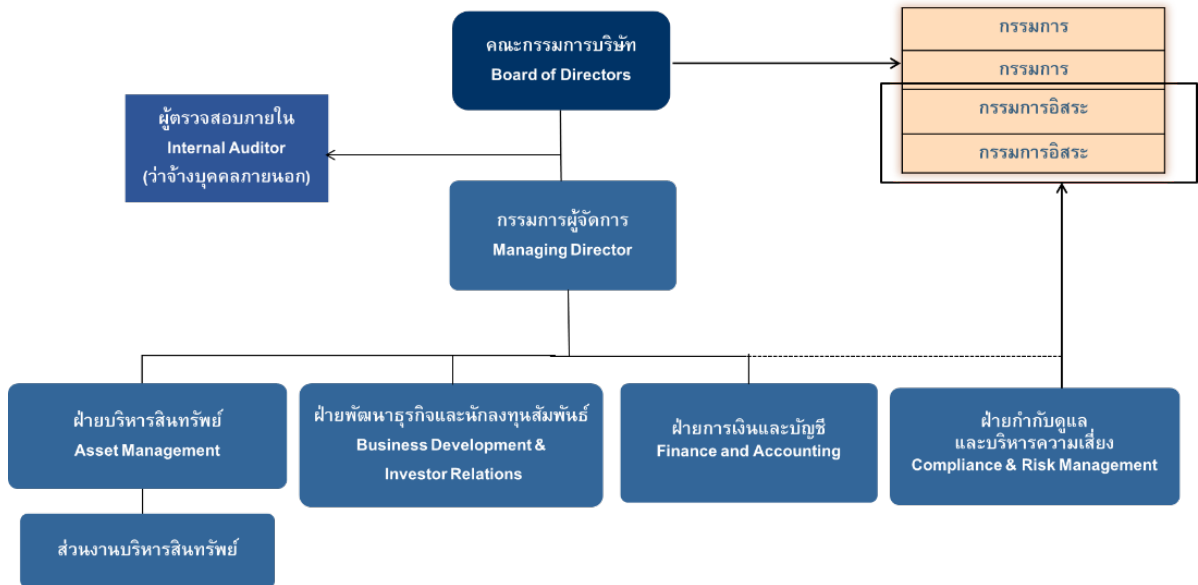 คณะกรรมการบริษัท
Board of Directors
กรรมการ
กรรมการ
กรรมการอิสระ
กรรมการอิสระ
ผู้ตรวจสอบภายใน
Internal Auditor
(ว่าจ้างบุคคลภายนอก)
กรรมการผู้จัดการ
Managing Director
ฝ่ายบริหารสินทรัพย์
Asset Management
ฝ่ายพัฒนาธุรกิจและนักลงทุนสัมพันธ์
Business Development &
Investor Relations
ฝ่ายการเงินและบัญชี
Finance and Accounting
ฝ่ายกำกับดูแล
และบริหารความเสี่ยง
Compliance & Risk Management
ส่วนงานบริหารสินทรัพย์